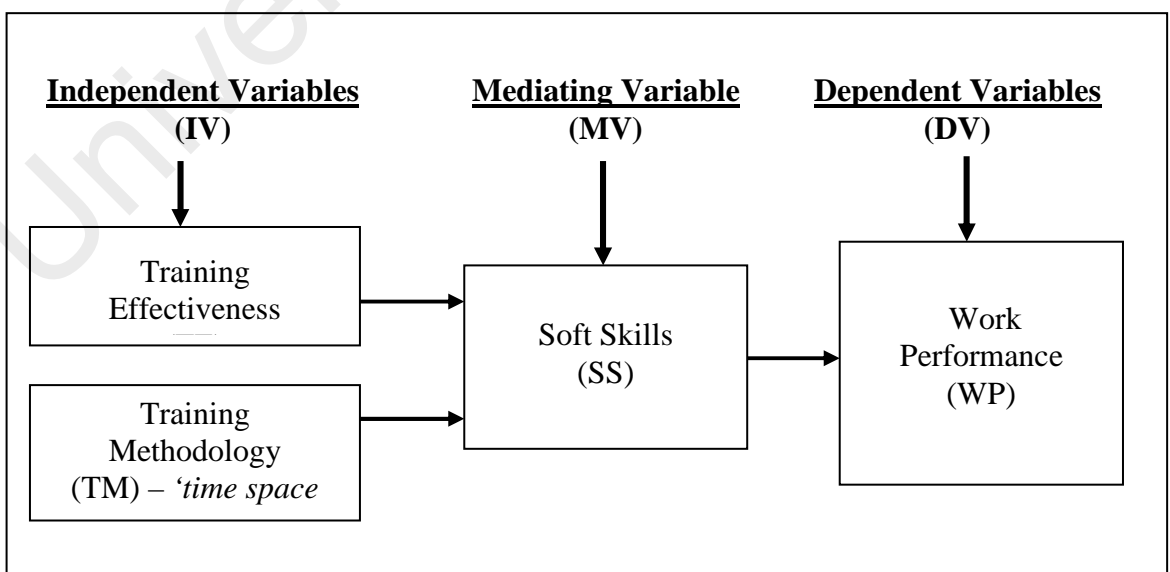 Independent Variables
(IV)
Mediating Variable
(MV)
Dependent Variables
(DV)
Training
Effectiveness
Training
Methodology
(TM) – ‘time space
Soft Skills
(SS)
Work
Performance
(WP)
Univer